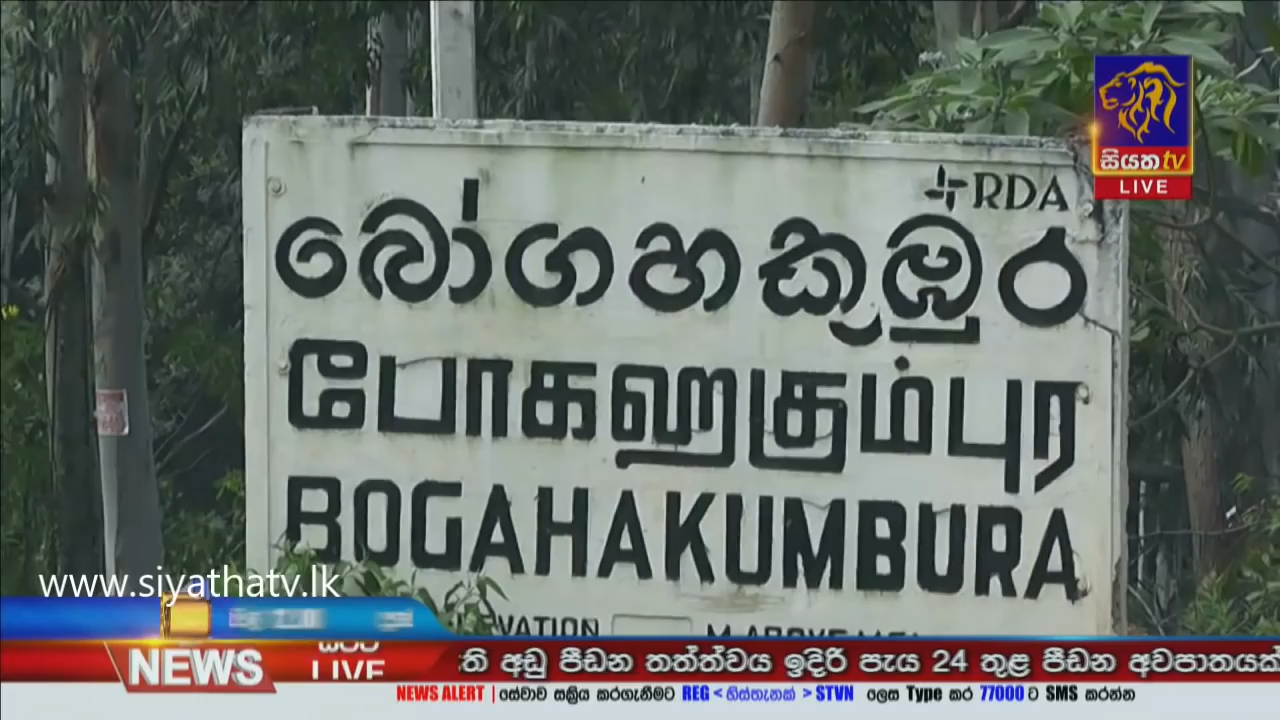 RDA
බෝගහකුඹුර
போகஹகும்புர
BOGAHAKUMBURA
සියත tv
LIVE
www.siyathatv.lk
NEWS
LIVE
ති අඩු පීඩන තත්ත්වය ඉදිරි පැය 24 තුළ පීඩන අවපාතයක්
NEWS ALERT | සේවාව සක්‍රිය කරගැනීමට REG < හිස්තැනක් > STVN ලෙස Type කර 77000 ට SMS කරන්න